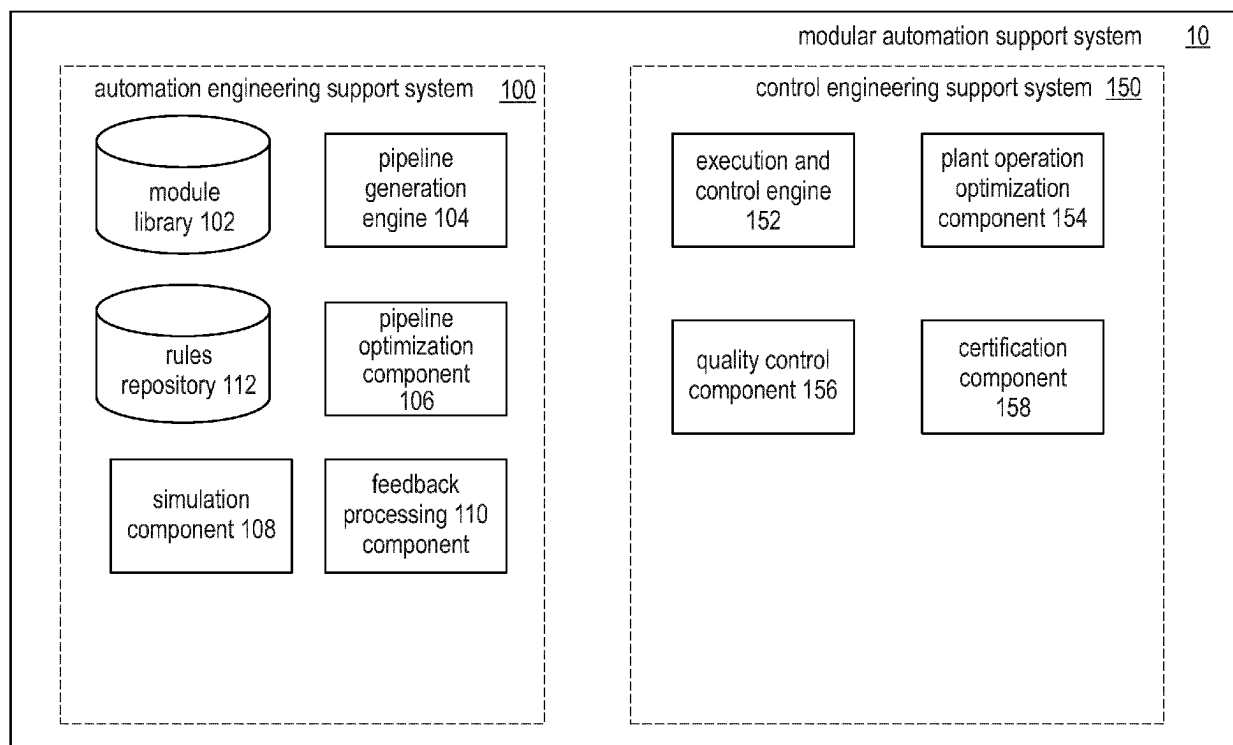 modular automation support system 10
automation engineering support system 100
module
library 102
pipeline
generation
engine 104
rules
repository 112
pipeline
optimization
component
106
simulation
component 108
feedback
processing 110
component
control engineering support system 150
execution and
control engine
152
plant operation
optimization
component 154
quality control
component 156
certification
component
158